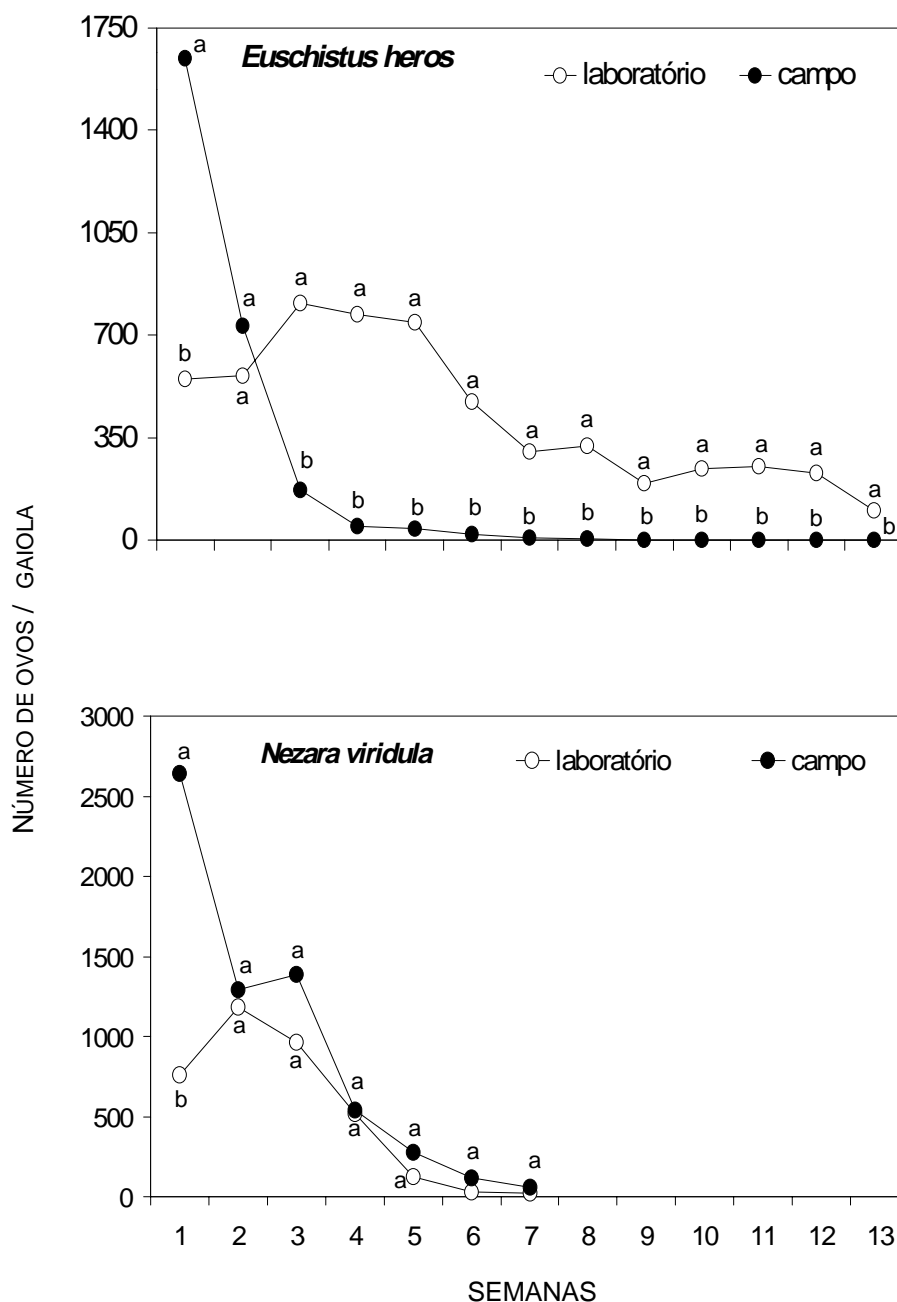 1750
1400
1050
700
350
0
Euschistus heros
laboratório campo
a
a
b
a
a
b
a
b
a
b
a
b
a
b
a
b
a
b
a
b
a
b
a
b
a
b
NÚMERO DE OVOS / GAIOLA
3000
2500
2000
1500
1000
500
0
Nezara viridula
laboratório campo
a
b
a
a
a
a
a
a
a
a
a
a
1 2 3 4 5 6 7 8 9 10 11 12 13
SEMANAS